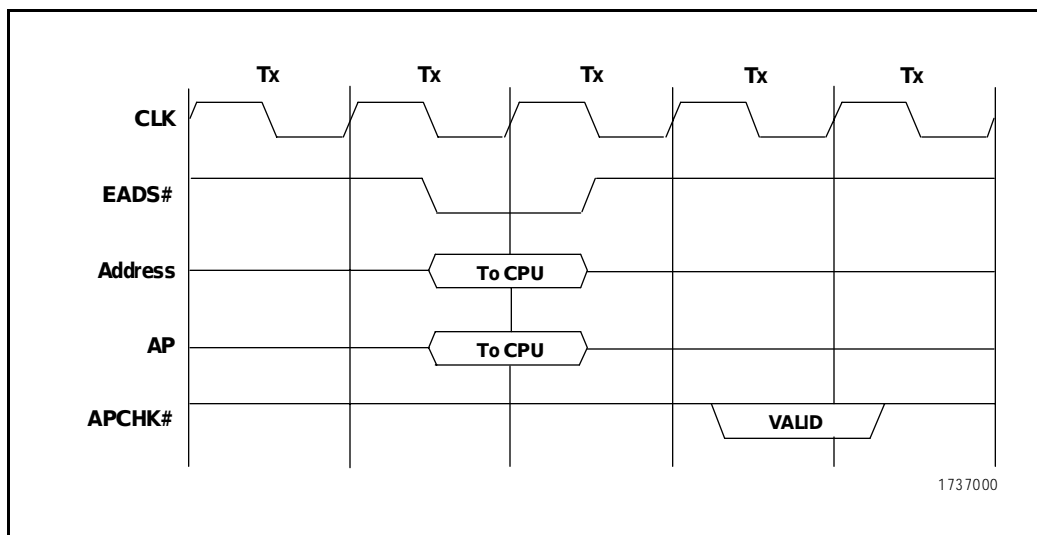 Tx Tx Tx Tx Tx
CLK
EADS#
Address To CPU
AP To CPU
APCHK# VALID
1737000